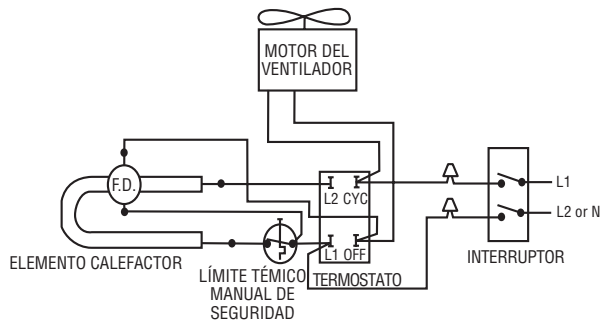 MOTOR DEL
VENTILADOR
F.D.
L2 CYC
L1
L2 or N
L1 OFF
INTERRUPTOR
ELEMENTO CALEFACTOR
LÍMITE TÉMICO
MANUAL DE
SEGURIDAD
TERMOSTATO